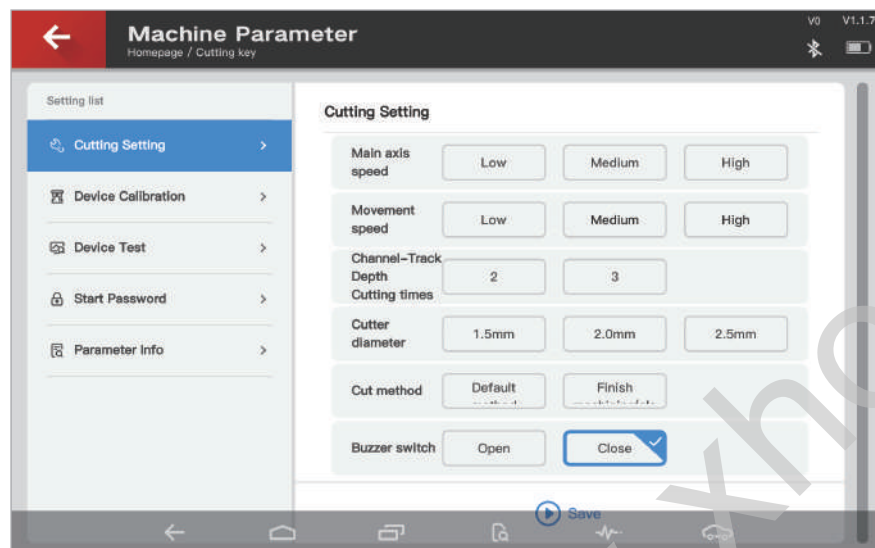 Machine Parameter
Homepage / Cutting key
V0 V1.1.7
Setting list
Cutting Setting
Device Calibration
Device Test
Start Password
Parameter Info
Cutting Setting
Main axis
speed
Low Medium High
Movement
speed
Low Medium High
Channel-Track
Depth
Cutting times
2 3
Cutter
diameter
1.5mm 2.0mm 2.5mm
Cut method
Default
Finish
Buzzer switch Open Close
Save